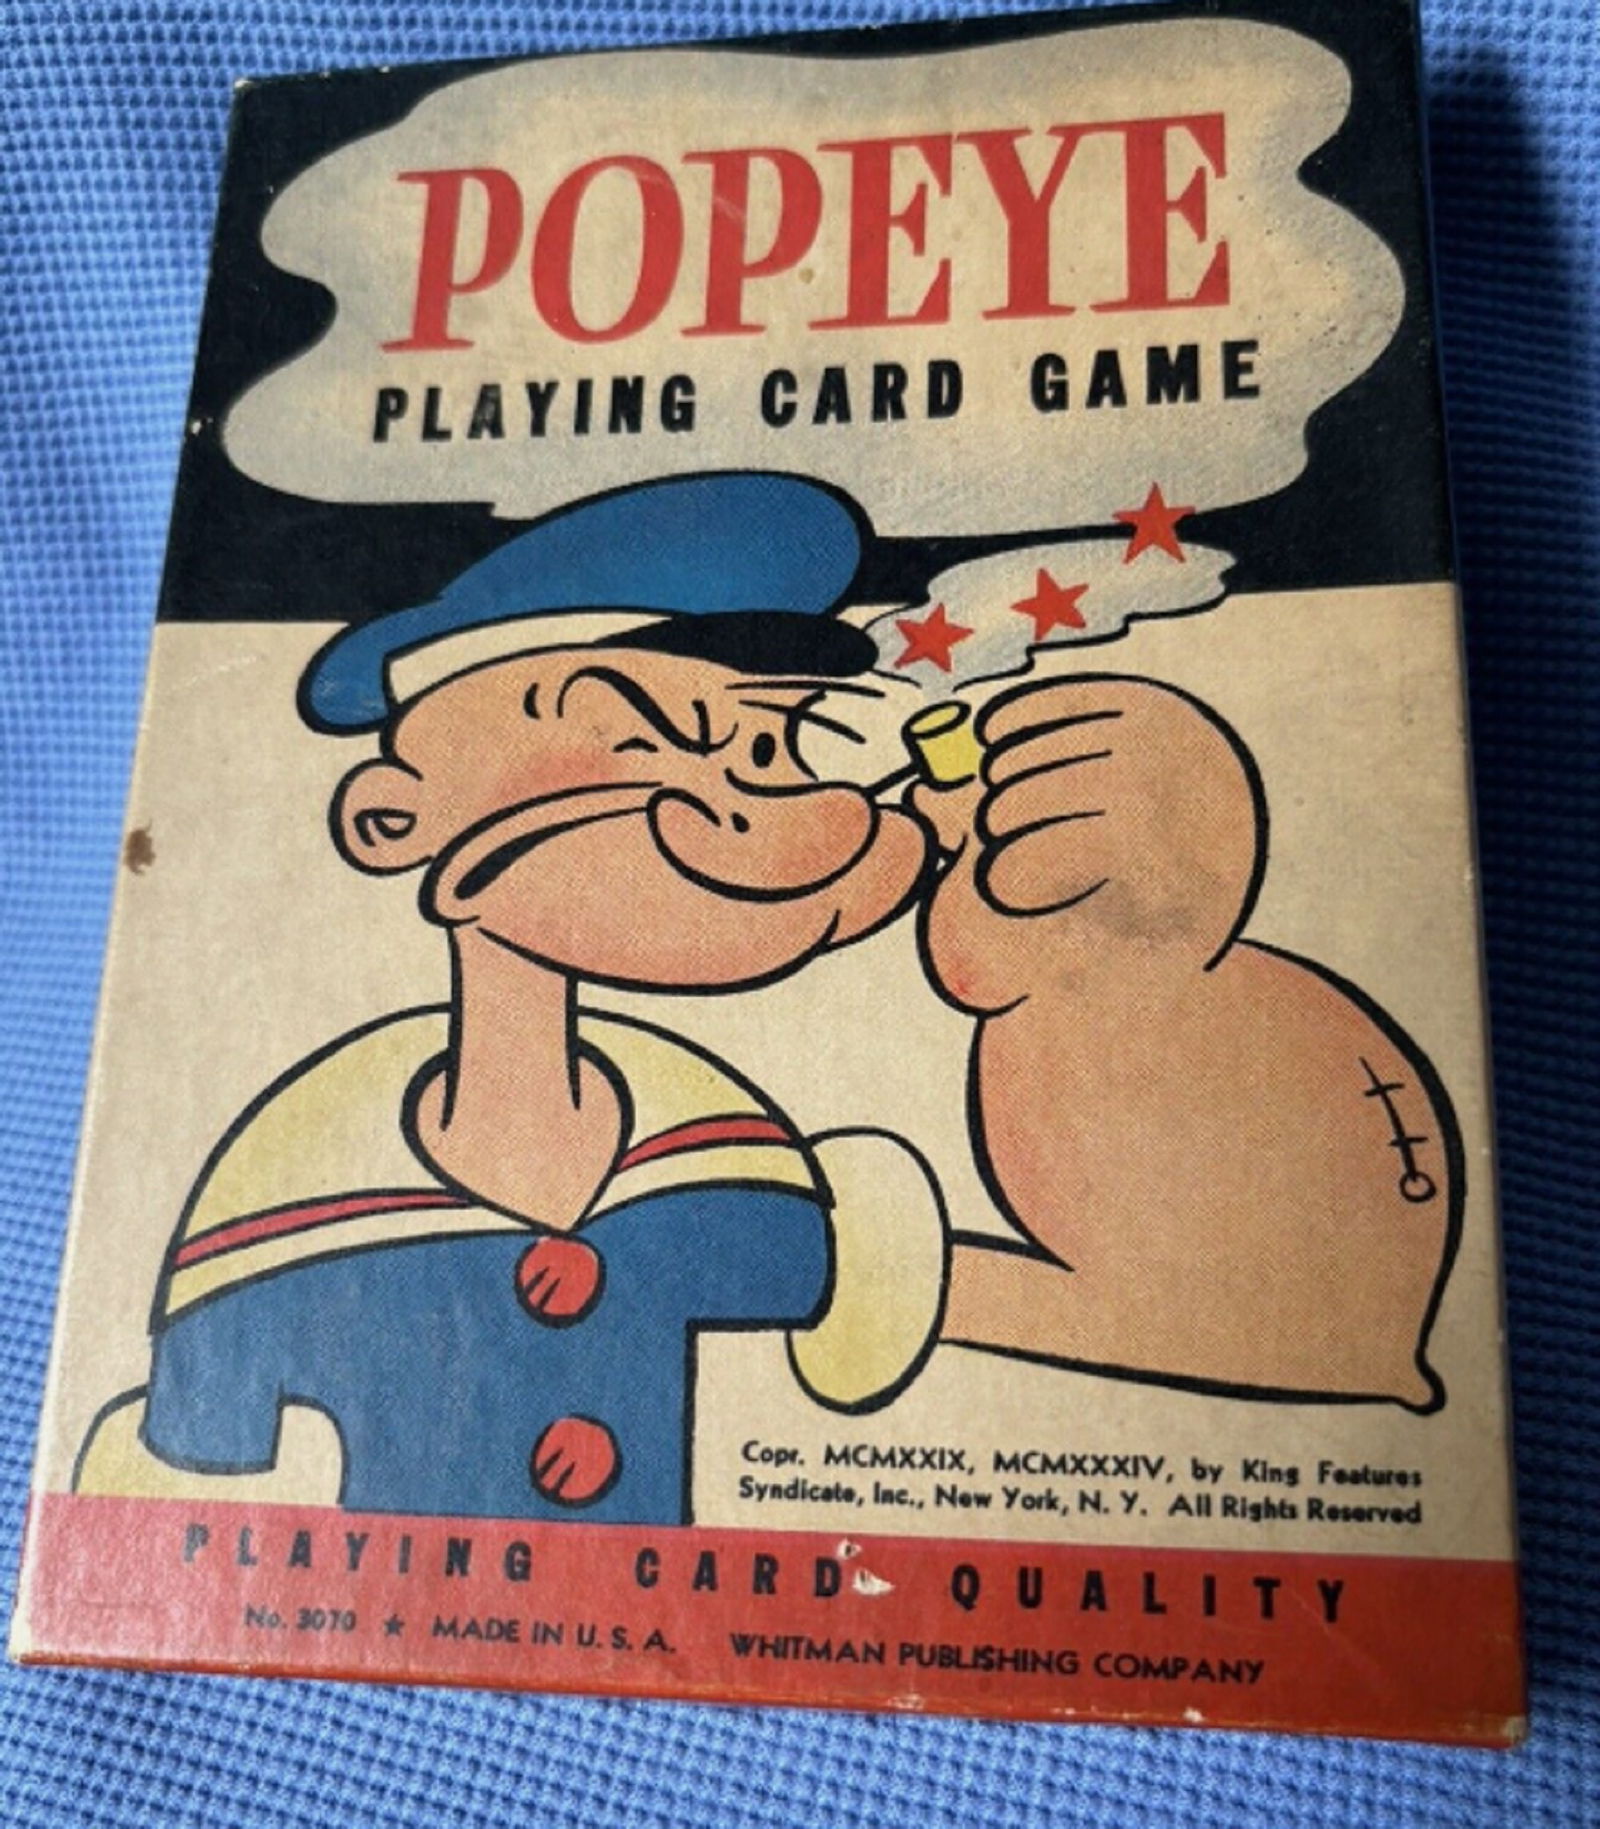 POPEYE
PLAYING CARD GAME
Copr. MCMXXIX, MCMXXXIV, by King Features
Syndicate, Inc., New York, N. Y. All Rights Reserved
PLAYING CARD QUALITY
No. 3070 ★ MADE IN U. S. A. WHITMAN PUBLISHING COMPANY